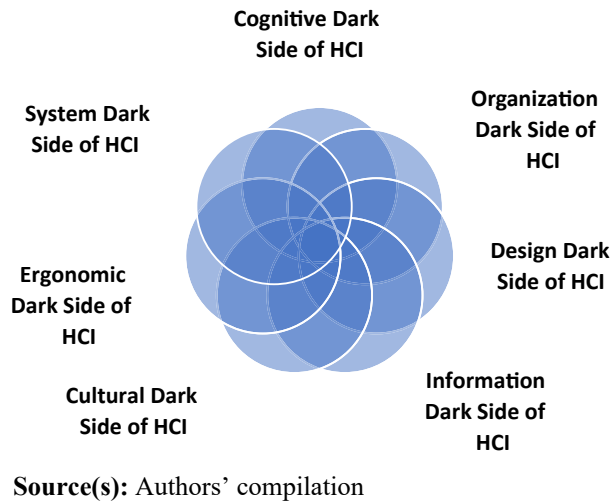 Cognitive Dark
Side of HCI
Organization
Dark Side of
HCI
System Dark
Side of HCI
Design Dark
Side of HCI
Ergonomic
Dark Side of
HCI
Information
Dark Side of
HCI
Cultural Dark
Side of HCI
Source(s): Authors’ compilation